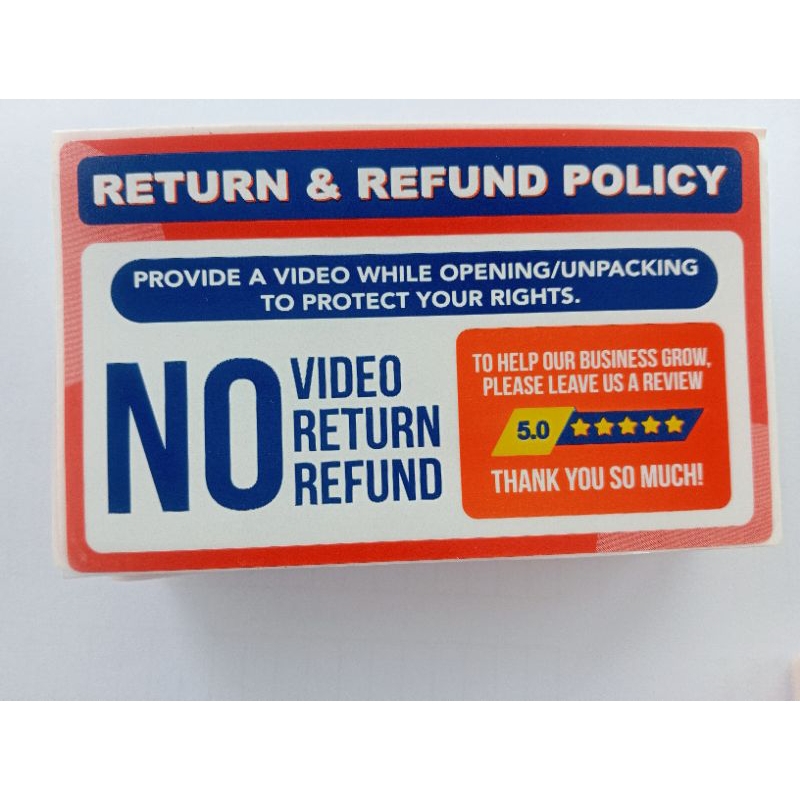 RETURN & REFUND POLICY
PROVIDE A VIDEO WHILE OPENING/UNPACKING
TO PROTECT YOUR RIGHTS.
NO
VIDEO
RETURN
REFUND
TO HELP OUR BUSINESS GROW,
PLEASE LEAVE US A REVIEW
5.0
THANK YOU SO MUCH!